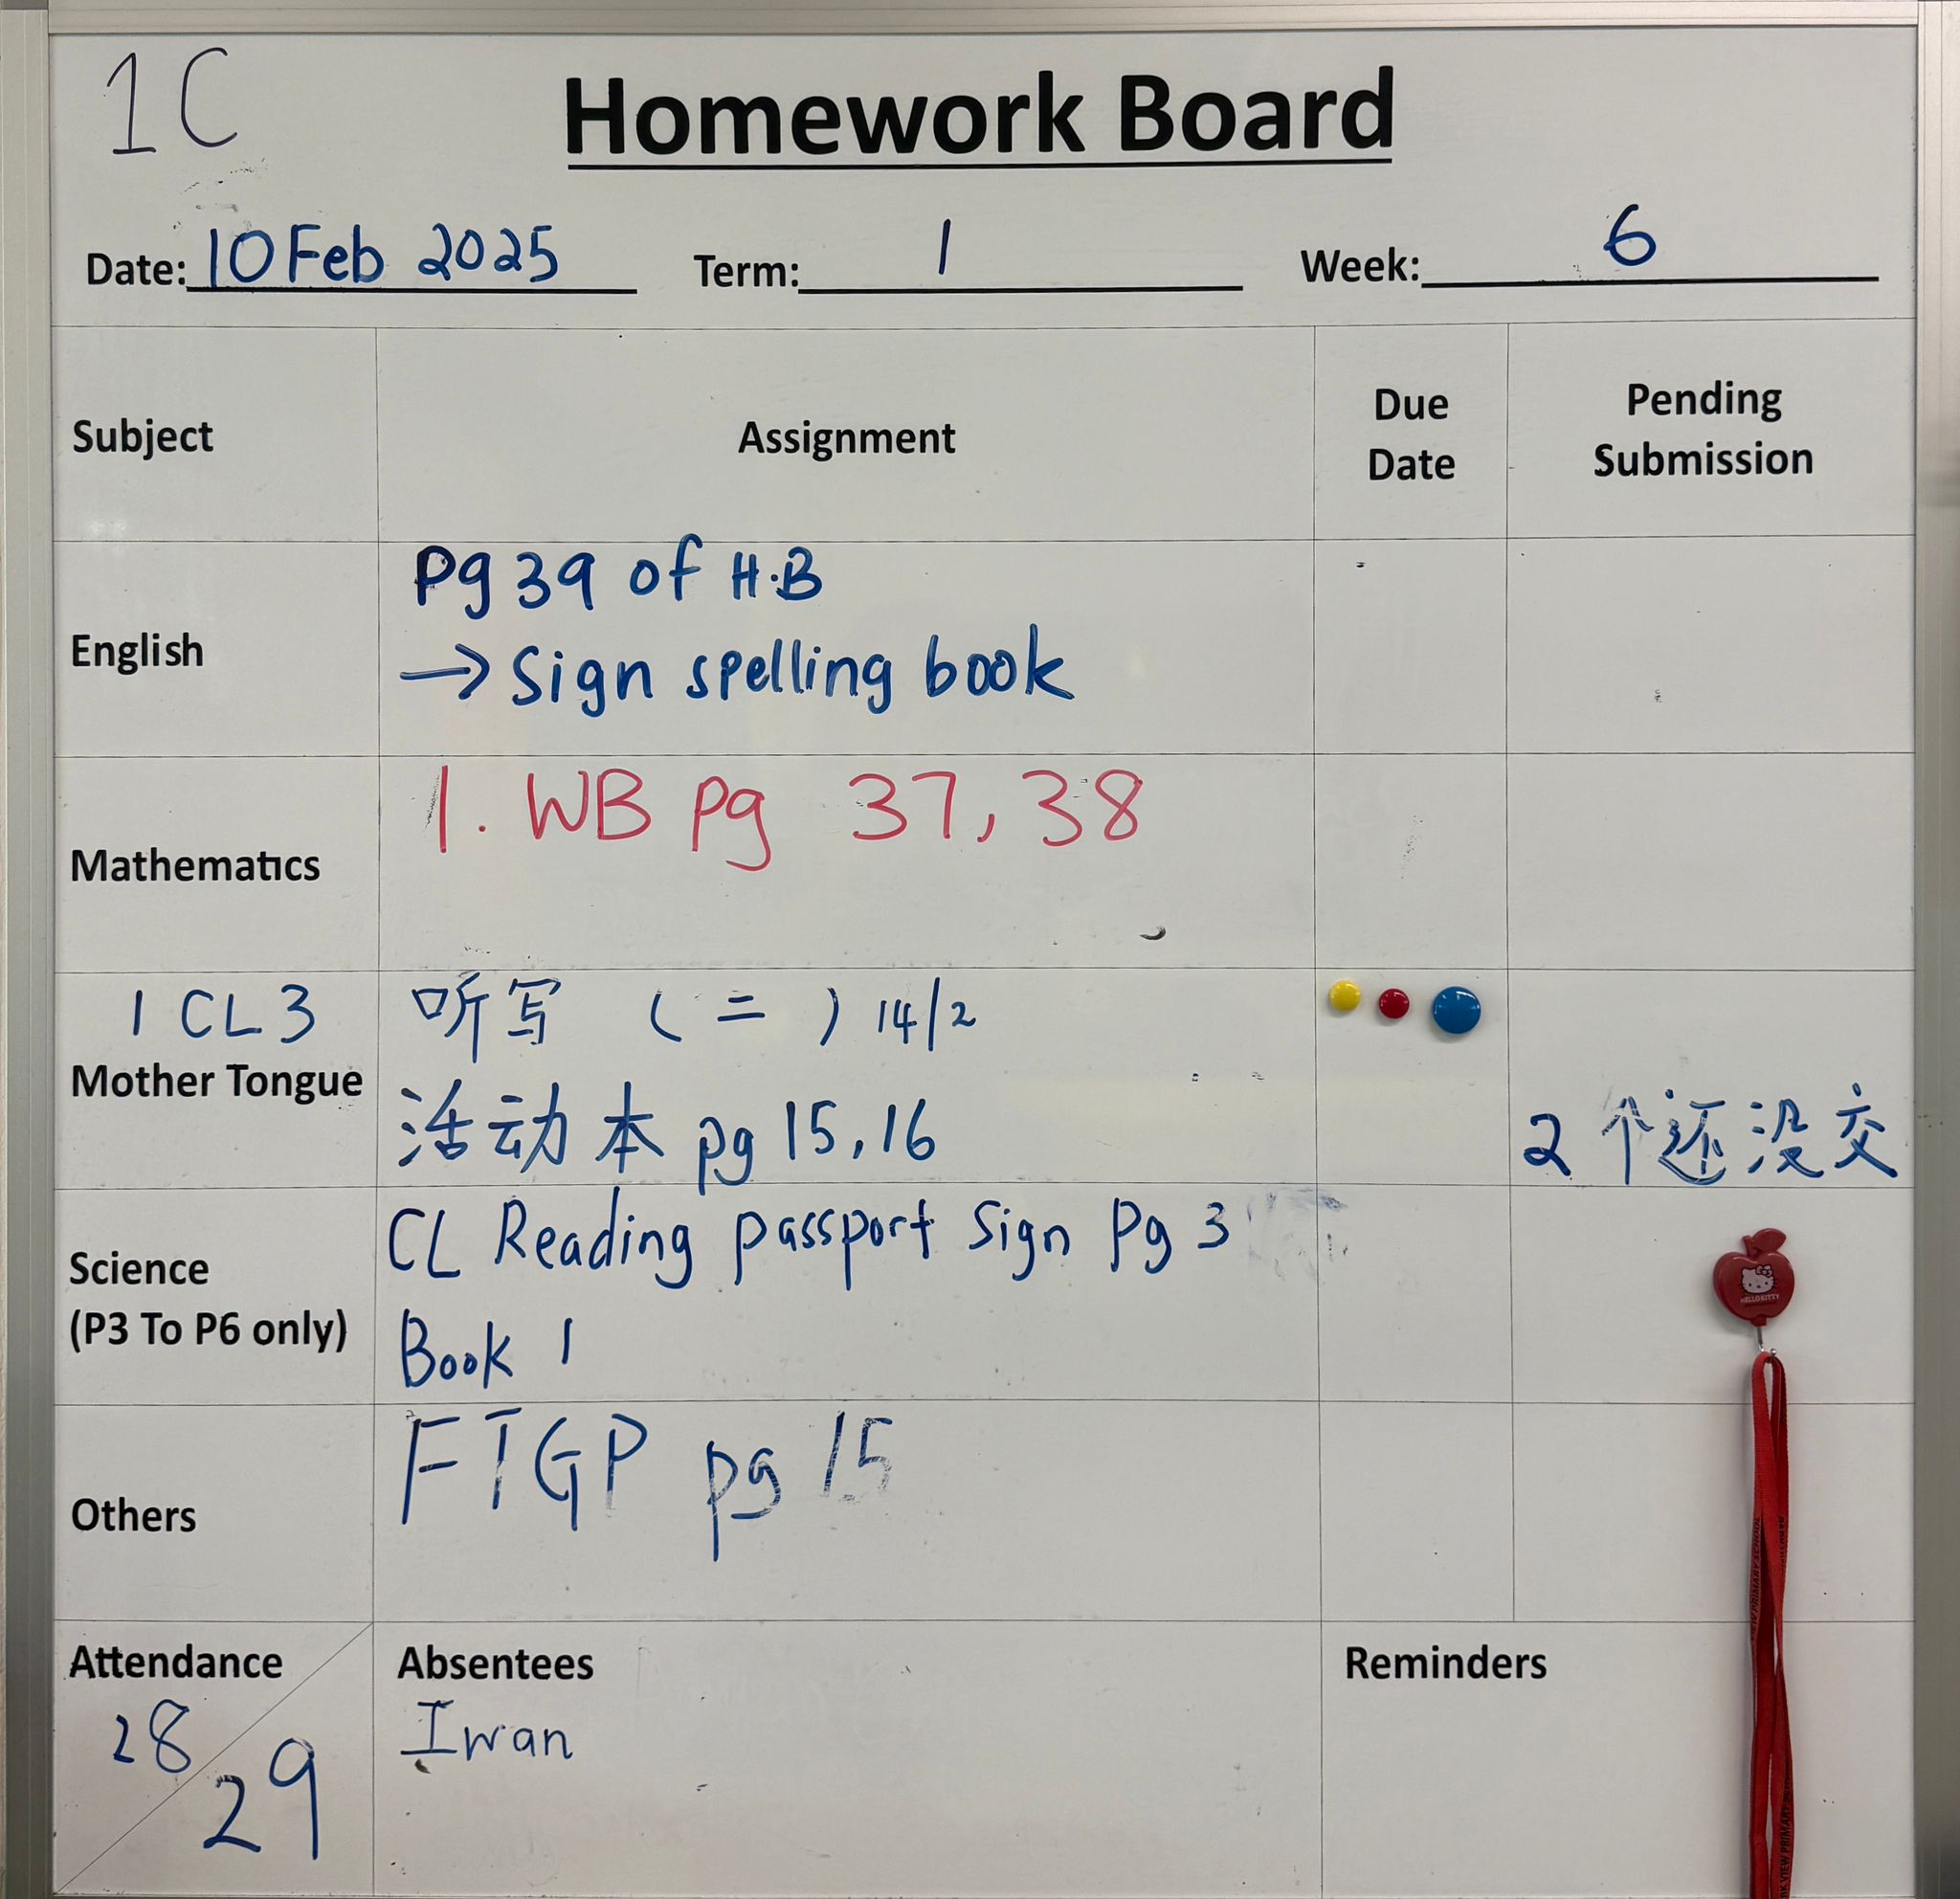 1C
Homework Board
Date: 10 Feb 2025 Term: 1 Week: 6
Subject Assignment Due Date Pending Submission
English
Pg 39 of H.B
→ Sign spelling book
Mathematics
1. WB pg 37, 38
1 CL3
Mother Tongue
听写 (二) 14/2
活动本 pg 15, 16
2个还没交
Science
(P3 To P6 only)
CL Reading passport Sign Pg 3
Book 1
HELLO KITTY
Others
FTGP pg 15
Attendance
28/29
Absentees
Iwan
Reminders
VIEW PRIMARY